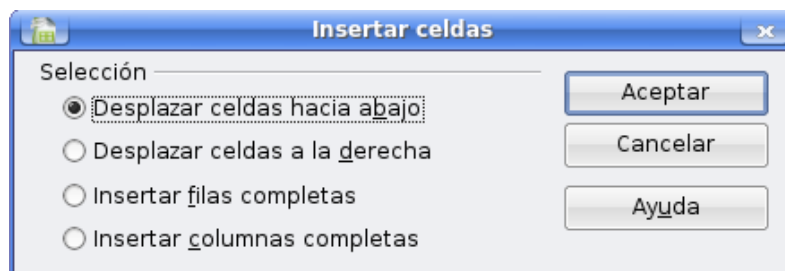 Insertar celdas
Selección
Desplazar celdas hacia abajo
Desplazar celdas a la derecha
Insertar filas completas
Insertar columnas completas
Aceptar
Cancelar
Ayuda